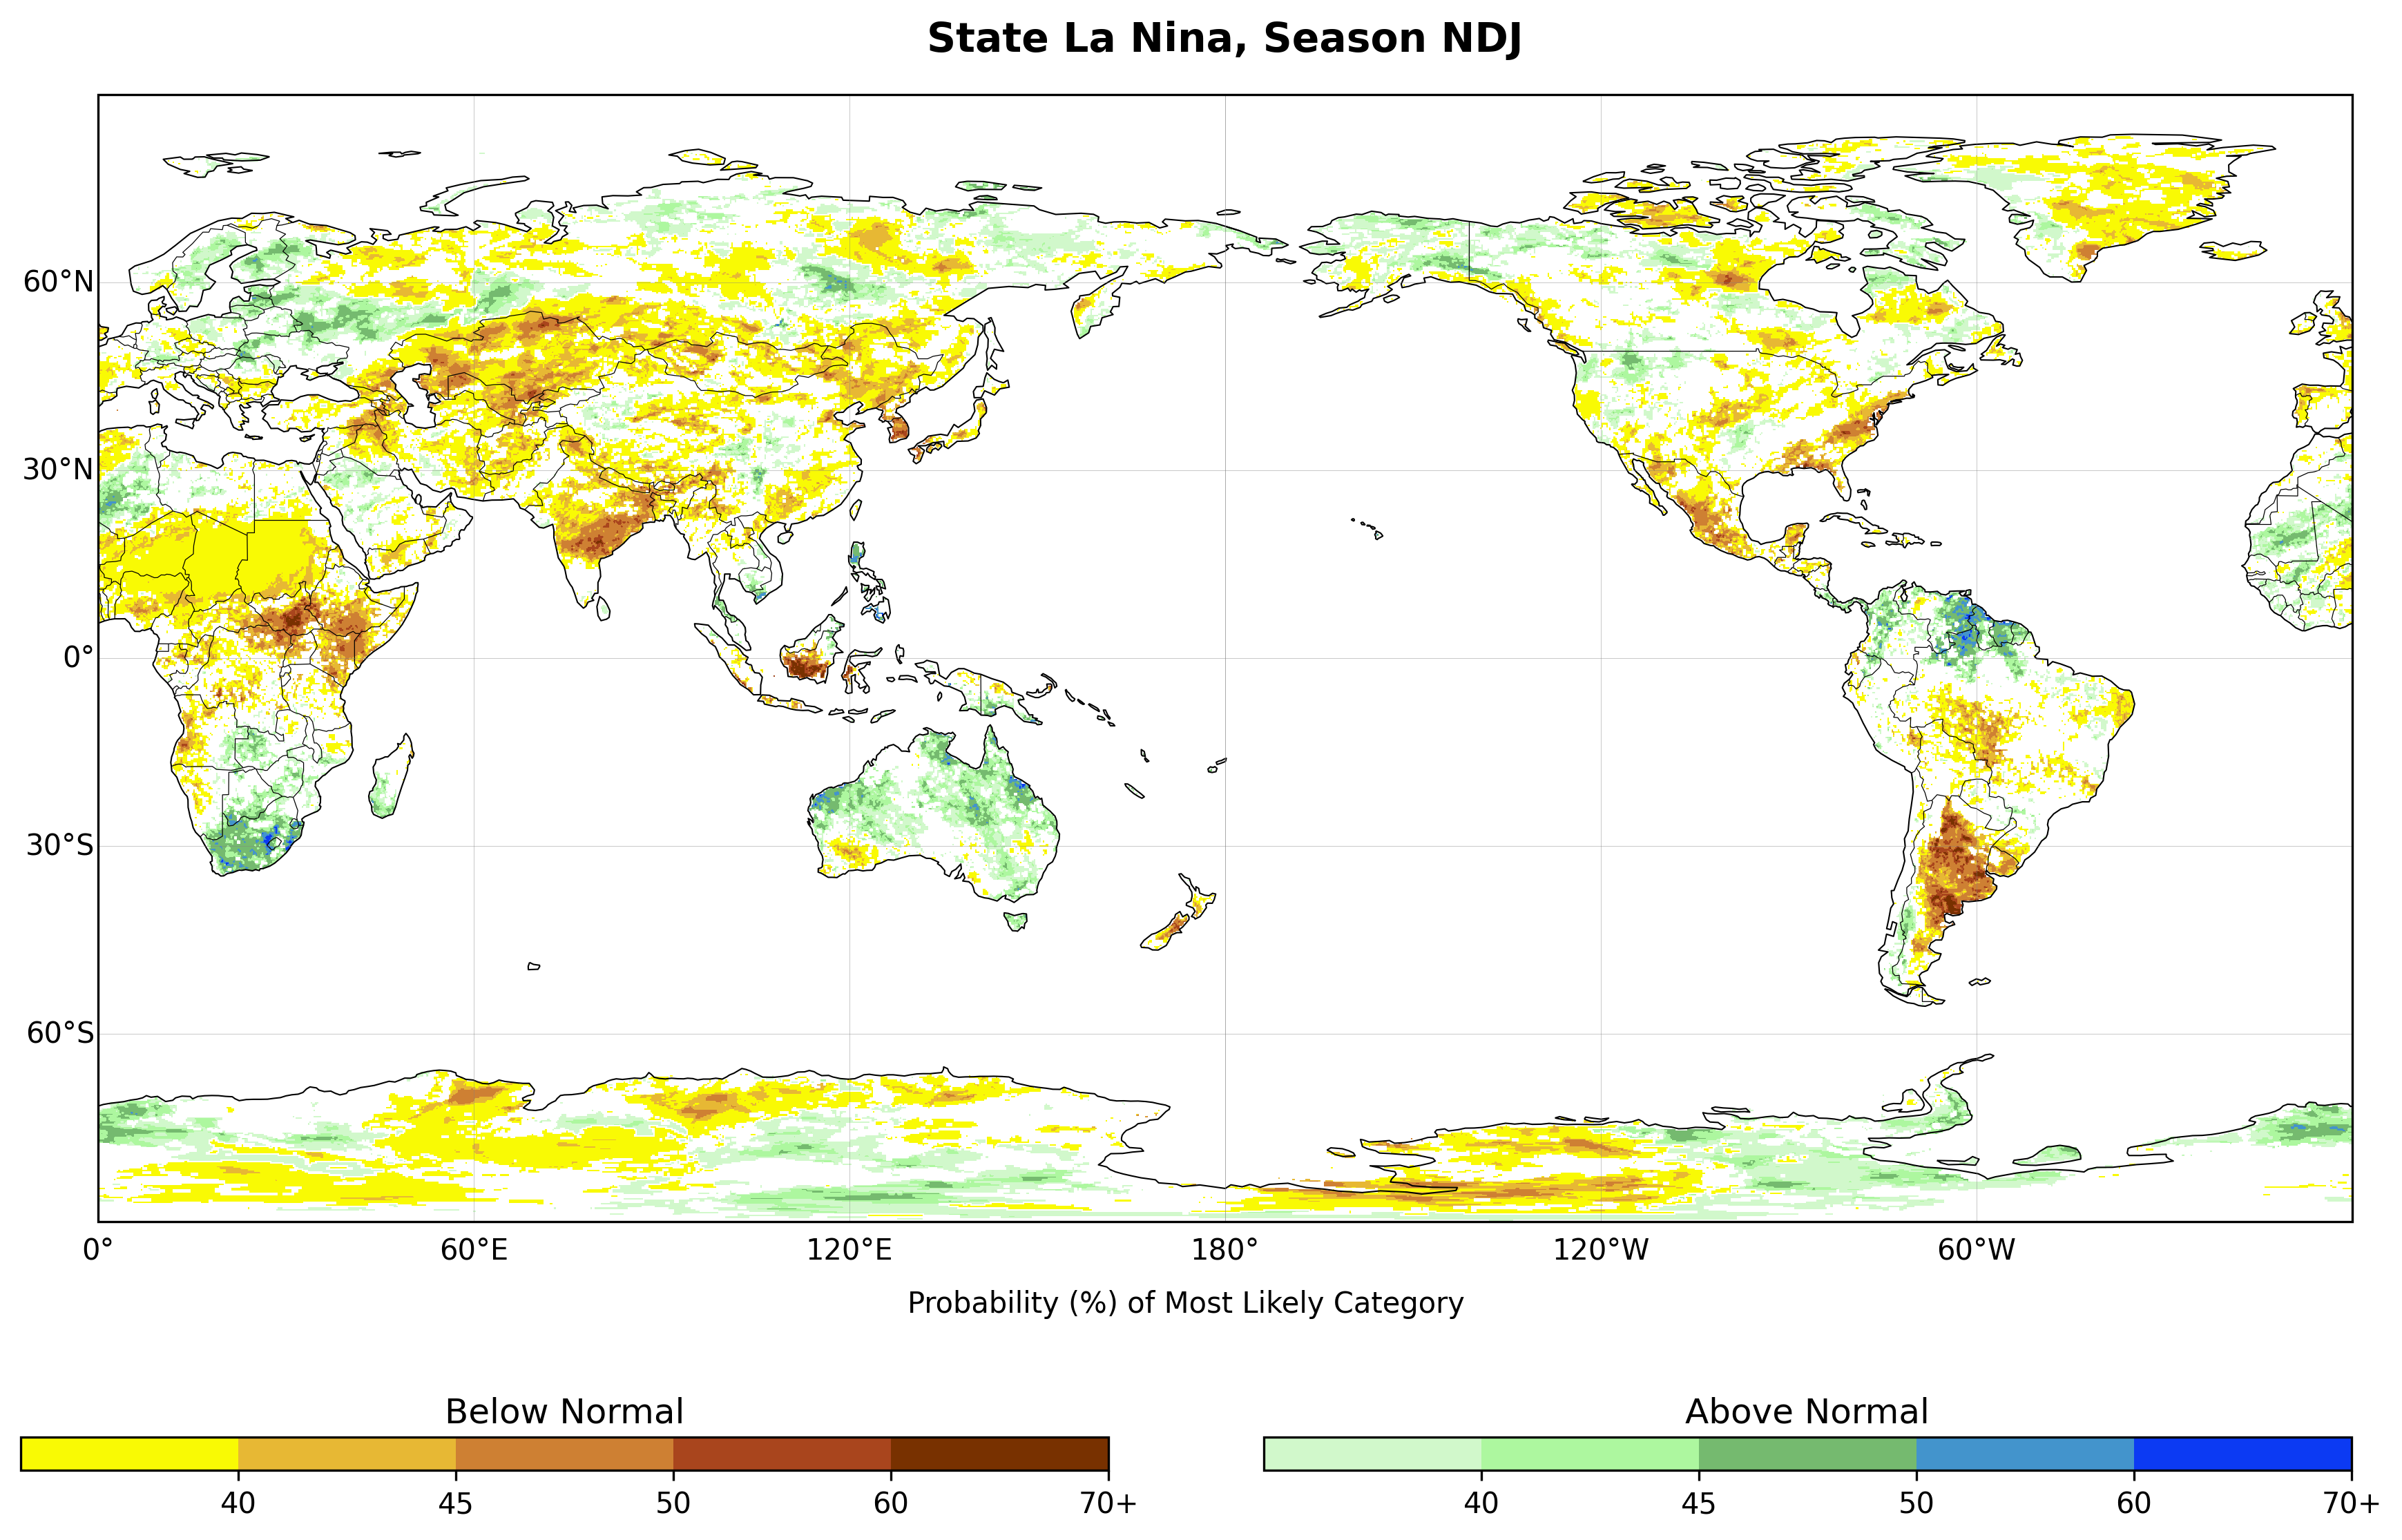 State La Nina, Season NDJ
60°N
30°N
0°
30°S
60°S
0° 60°E 120°E 180° 120°W 60°W
Probability (%) of Most Likely Category
Below Normal
40 45 50 60 70+
Above Normal
40 45 50 60 70+